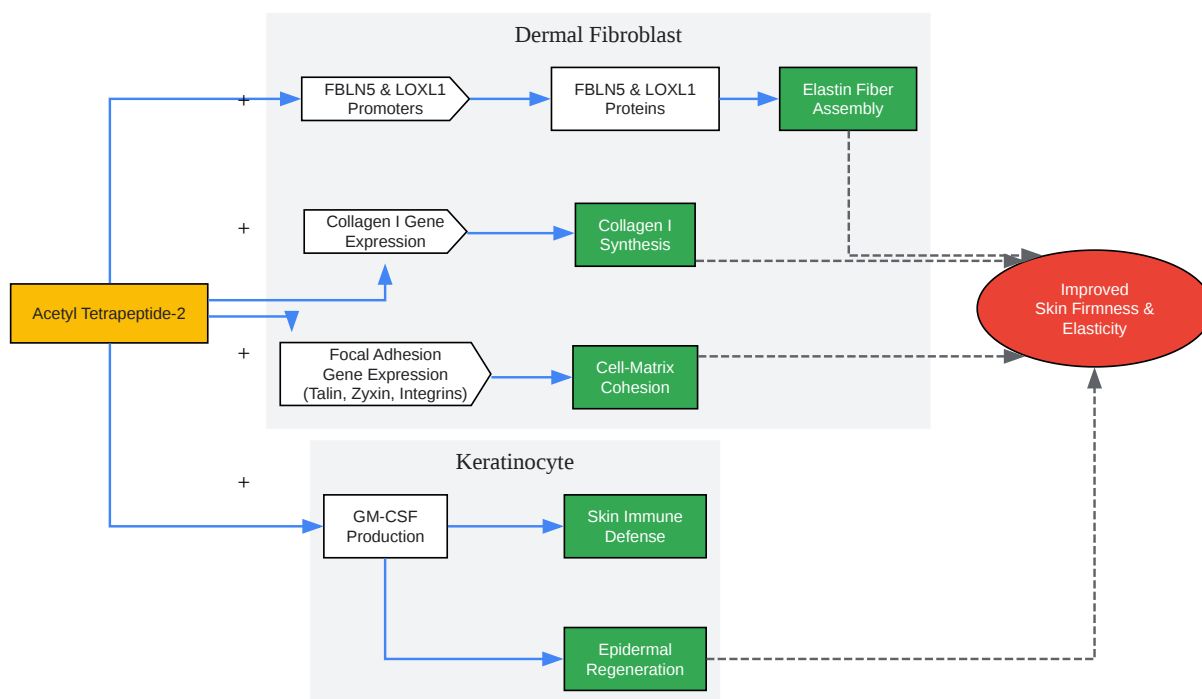 Dermal Fibroblast
+
FBLN5 & LOXL1
Promoters
FBLN5 & LOXL1
Proteins
Elastin Fiber
Assembly
+
Collagen I Gene
Expression
Collagen I
Synthesis
Acetyl Tetrapeptide-2
Improved
Skin Firmness &
Elasticity
+
Focal Adhesion
Gene Expression
(Talin, Zyxin, Integrins)
Cell-Matrix
Cohesion
Keratinocyte
+
GM-CSF
Production
Skin Immune
Defense
Epidermal
Regeneration